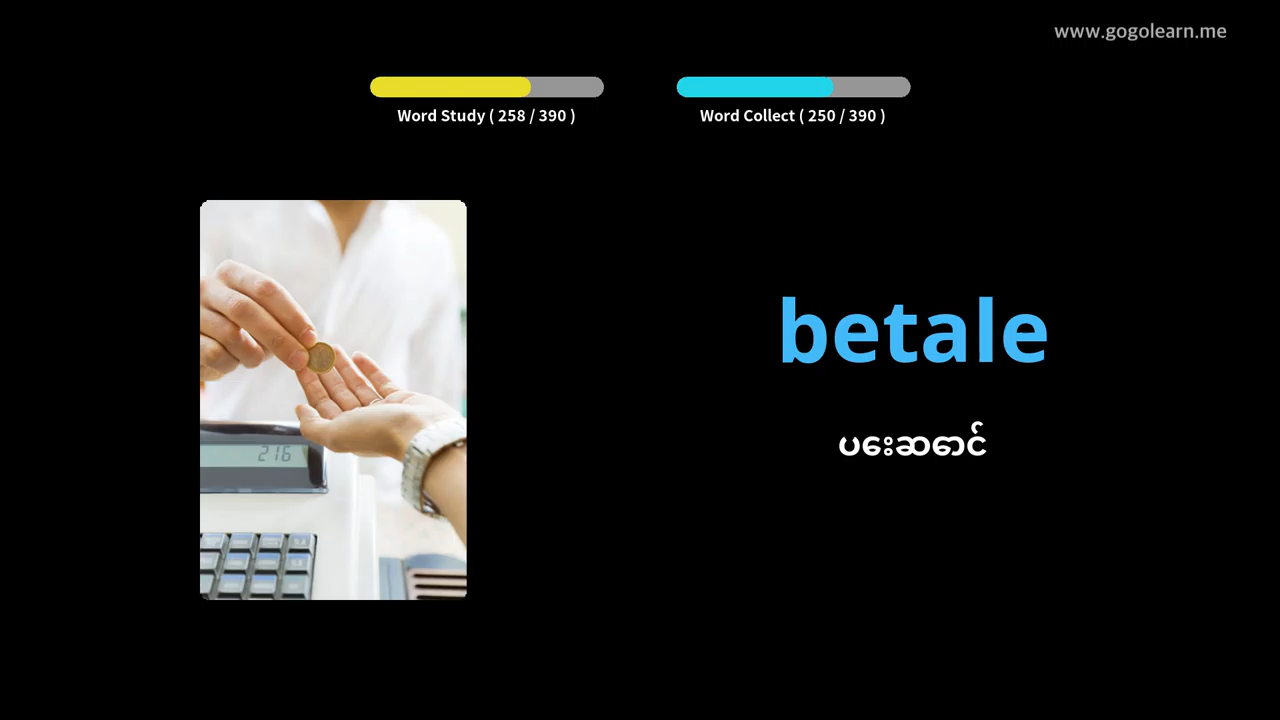 www.gogolearn.me
Word Study ( 258 / 390 )
Word Collect ( 250 / 390 )
betale
ပေးဆောင်
216